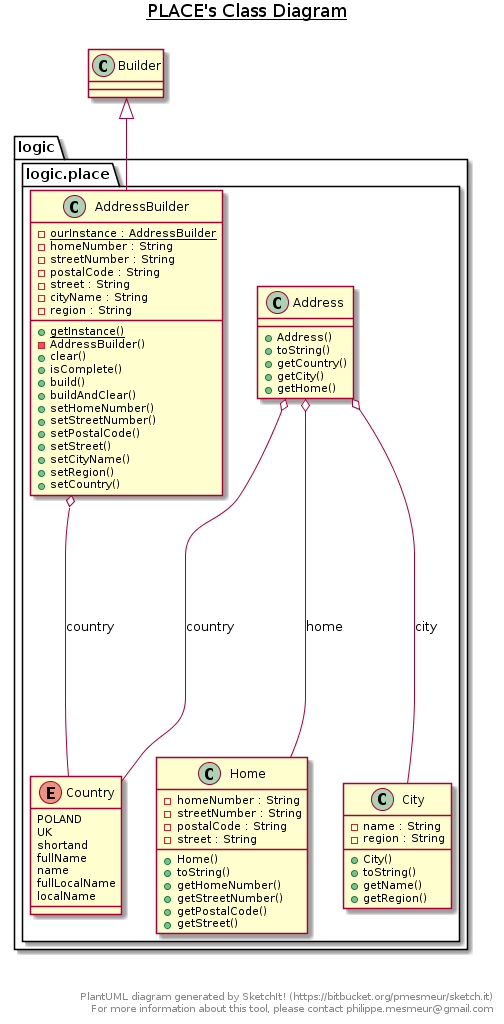 PLACE's Class Diagram
C Builder
logic
logic.place
C AddressBuilder
ourInstance : AddressBuilder
homeNumber : String
streetNumber : String
postalCode : String
street : String
cityName : String
region : String
getInstance()
AddressBuilder()
clear()
isComplete()
build()
buildAndClear()
setHomeNumber()
setStreetNumber()
setPostalCode()
setStreet()
setCityName()
setRegion()
setCountry()
C Address
Address()
toString()
getCountry()
getCity()
getHome()
country
country
home
city
E Country
POLAND
UK
shortand
fullName
name
fullLocalName
localName
C Home
homeNumber : String
streetNumber : String
postalCode : String
street : String
Home()
toString()
getHomeNumber()
getStreetNumber()
getPostalCode()
getStreet()
C City
name : String
region : String
City()
toString()
getName()
getRegion()
PlantUML diagram generated by SketchIt! (https://bitbucket.org/pmesmeur/sketch.it)
For more information about this tool, please contact philippe.mesmeur@gmail.com